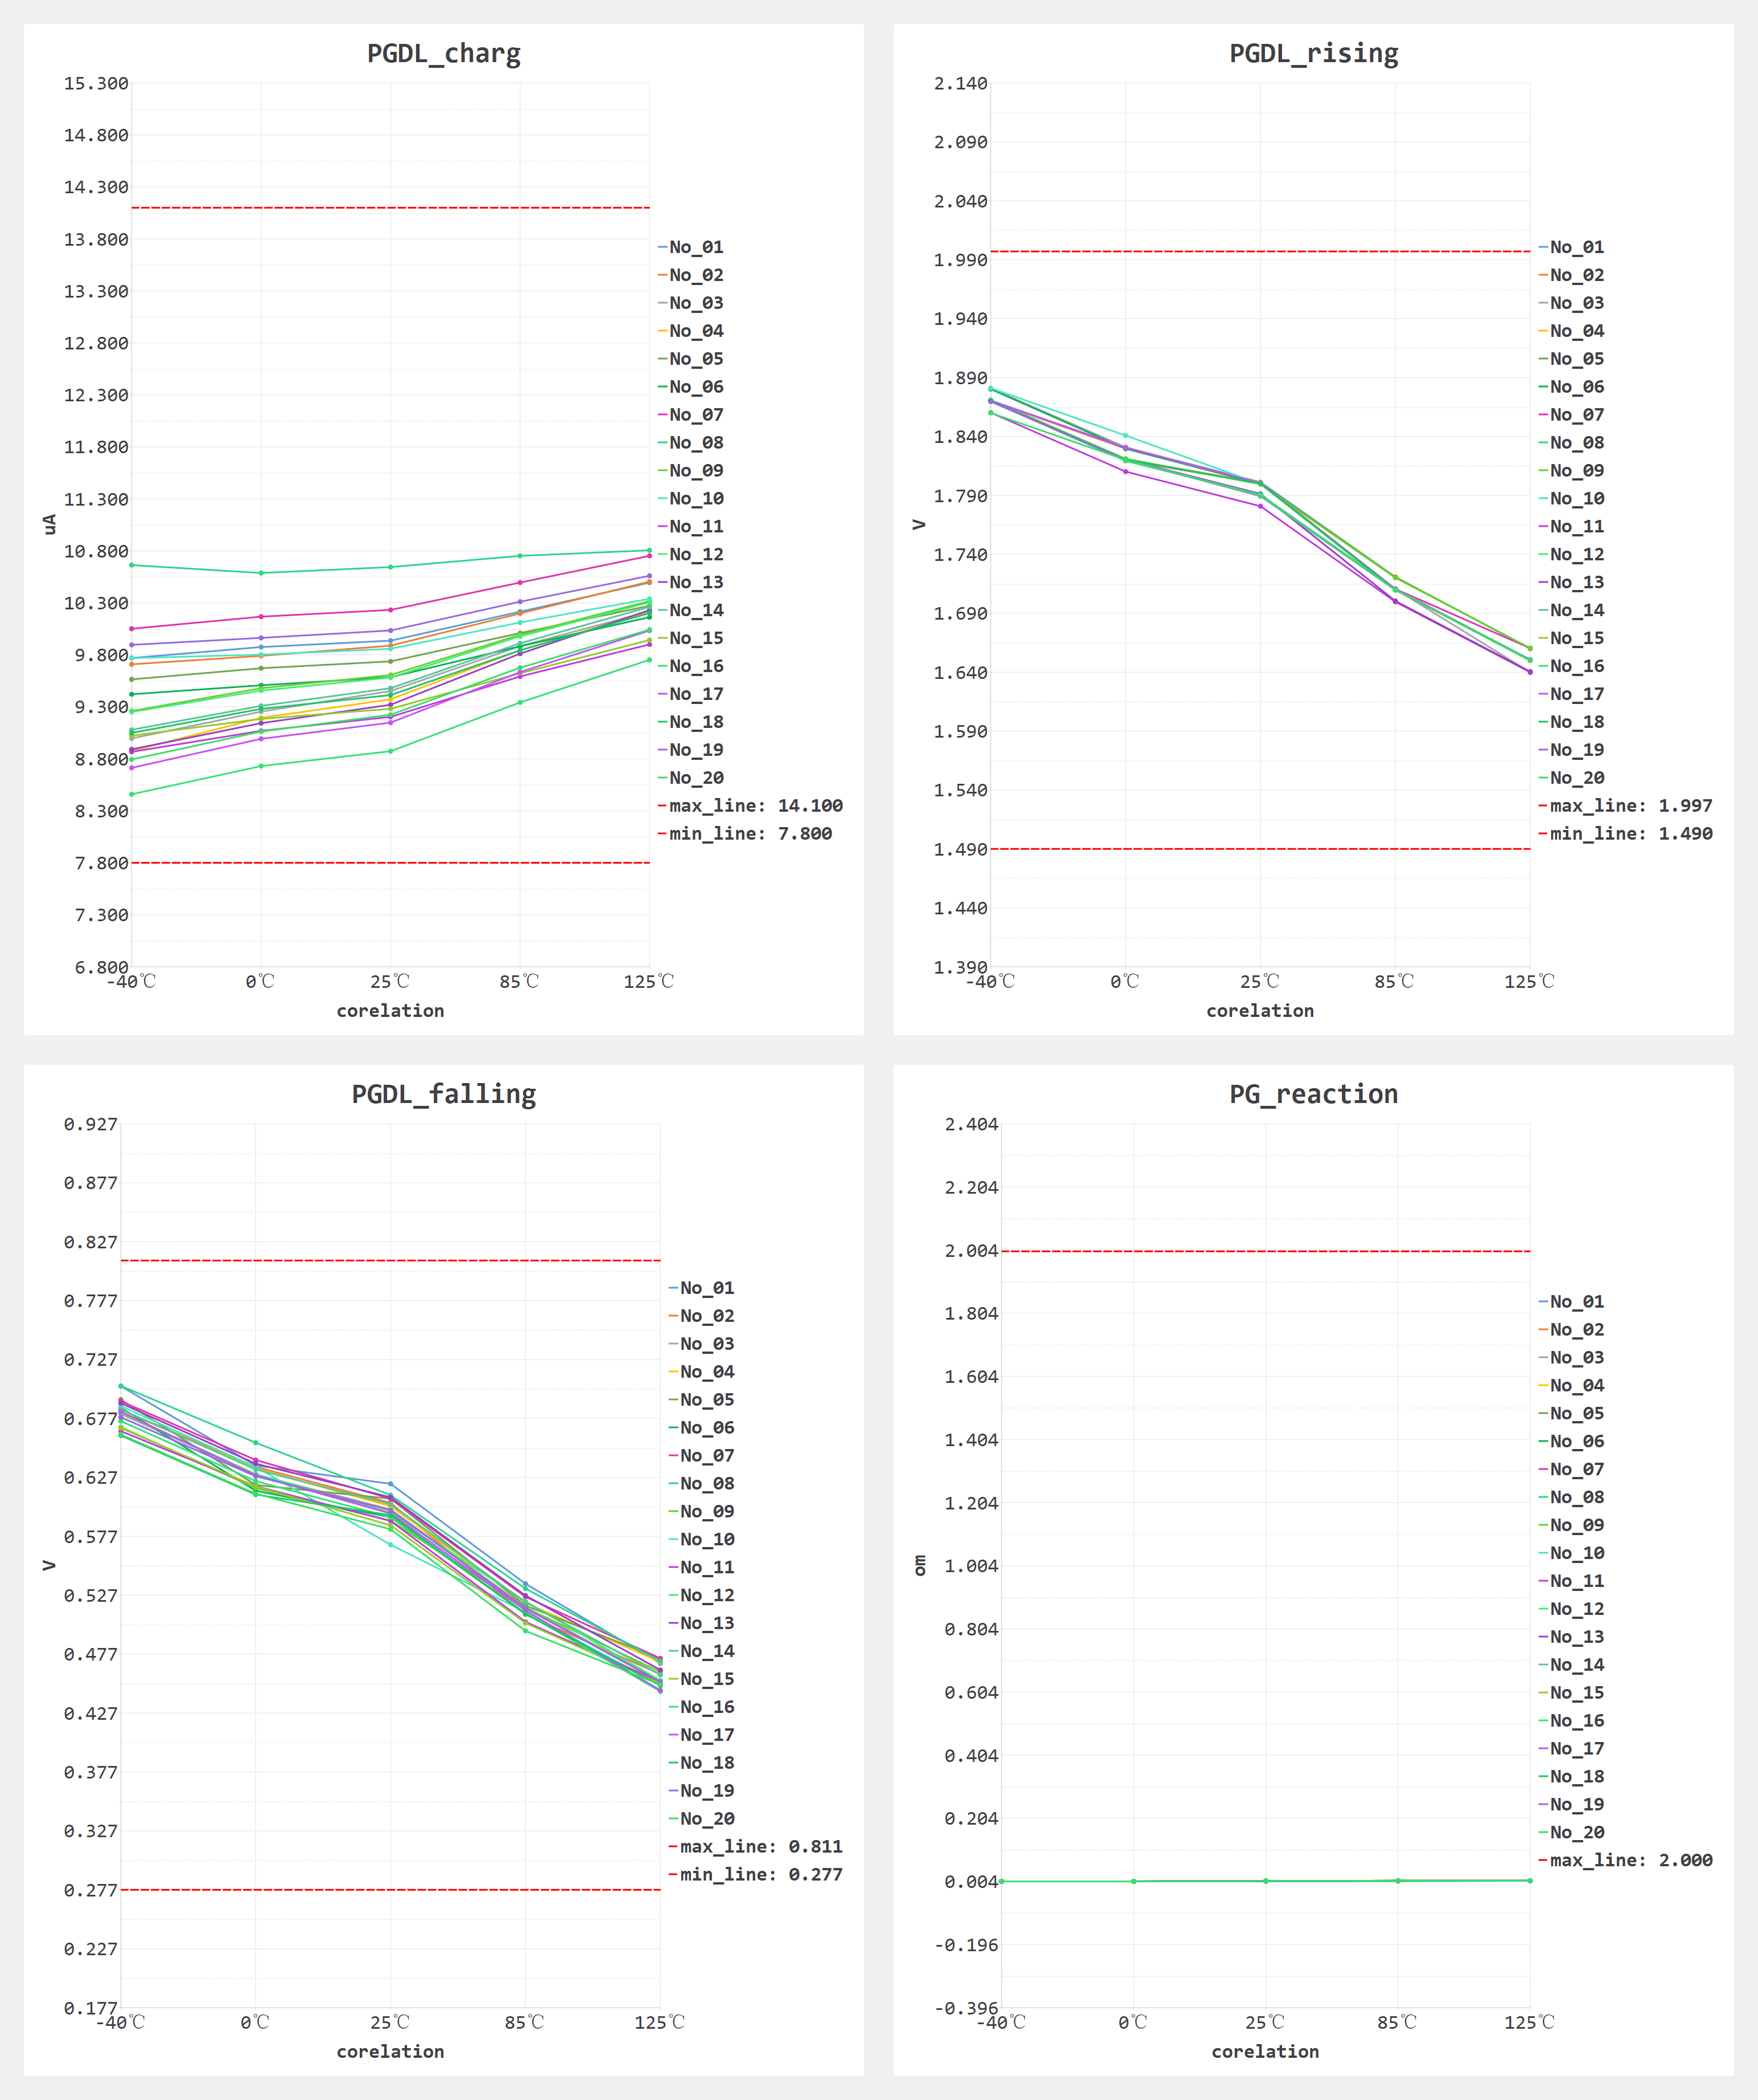 PGDL_charg
15.300
14.800
14.300
13.800
13.300
12.800
12.300
11.800
11.300
10.800
10.300
9.800
9.300
8.800
8.300
7.800
7.300
6.800
uA
-40℃ 0℃ 25℃ 85℃ 125℃
corelation
No_01
No_02
No_03
No_04
No_05
No_06
No_07
No_08
No_09
No_10
No_11
No_12
No_13
No_14
No_15
No_16
No_17
No_18
No_19
No_20
max_line: 14.100
min_line: 7.800
PGDL_rising
2.140
2.090
2.040
1.990
1.940
1.890
1.840
1.790
1.740
1.690
1.640
1.590
1.540
1.490
1.440
1.390
V
-40℃ 0℃ 25℃ 85℃ 125℃
corelation
No_01
No_02
No_03
No_04
No_05
No_06
No_07
No_08
No_09
No_10
No_11
No_12
No_13
No_14
No_15
No_16
No_17
No_18
No_19
No_20
max_line: 1.997
min_line: 1.490
PGDL_falling
0.927
0.877
0.827
0.777
0.727
0.677
0.627
0.577
0.527
0.477
0.427
0.377
0.327
0.277
0.227
0.177
V
-40℃ 0℃ 25℃ 85℃ 125℃
corelation
No_01
No_02
No_03
No_04
No_05
No_06
No_07
No_08
No_09
No_10
No_11
No_12
No_13
No_14
No_15
No_16
No_17
No_18
No_19
No_20
max_line: 0.811
min_line: 0.277
PG_reaction
2.404
2.204
2.004
1.804
1.604
1.404
1.204
1.004
0.804
0.604
0.404
0.204
0.004
-0.196
-0.396
om
-40℃ 0℃ 25℃ 85℃ 125℃
corelation
No_01
No_02
No_03
No_04
No_05
No_06
No_07
No_08
No_09
No_10
No_11
No_12
No_13
No_14
No_15
No_16
No_17
No_18
No_19
No_20
max_line: 2.000